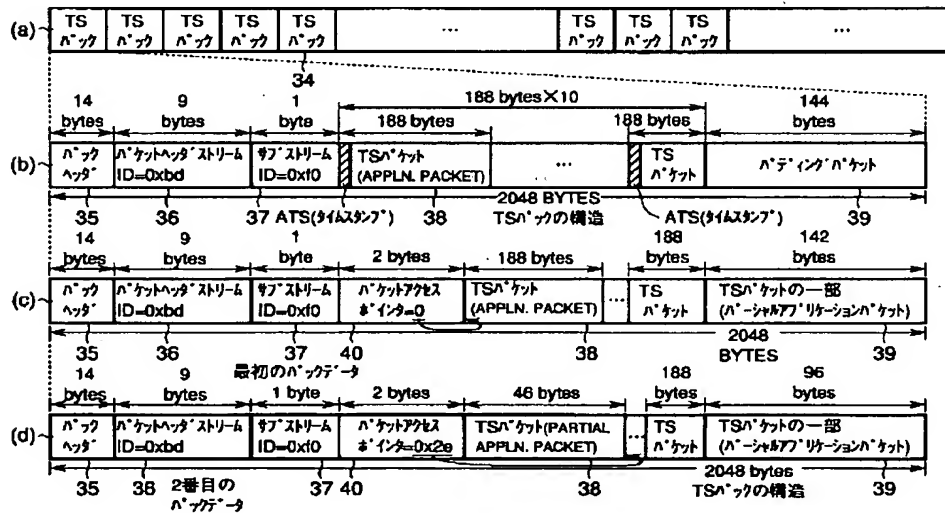 (a)
TS TS TS TS TS ... TS TS TS ...
パック パック パック パック パック パック パック パック
34
14 9 1 188 bytes×10 144
bytes bytes byte 188 bytes 188 bytes bytes
(b)
パック パケットヘッダストリーム サブストリーム TSパケット ... TS パディングパケット
ヘッダ ID=0xbd ID=0xf0 (APPLN. PACKET) パケット
2048 BYTES
35 36 37 ATS(タイムスタンプ) 38 TSパックの構造 ATS(タイムスタンプ) 39
14 9 1 2 bytes 188 bytes 188 142
bytes bytes byte bytes bytes
(c)
パック パケットヘッダストリーム サブストリーム パケットアクセス TSパケット ... TS TSパケットの一部
ヘッダ ID=0xbd ID=0xf0 ポインタ=0 (APPLN. PACKET) パケット (パーシャルアプリケーションパケット)
2048
35 36 37 40 38 BYTES 39
最初のパックデータ
14 9 1 byte 2 bytes 46 bytes 188 96
bytes bytes bytes bytes
(d)
パック パケットヘッダストリーム サブストリーム パケットアクセス TSパケット(PARTIAL ... TS TSパケットの一部
ヘッダ ID=0xbd ID=0xf0 ポインタ=0x2e APPLN. PACKET) パケット (パーシャルアプリケーションパケット)
2048 bytes
35 36 2番目の 37 40 38 TSパックの構造 39
パックデータ